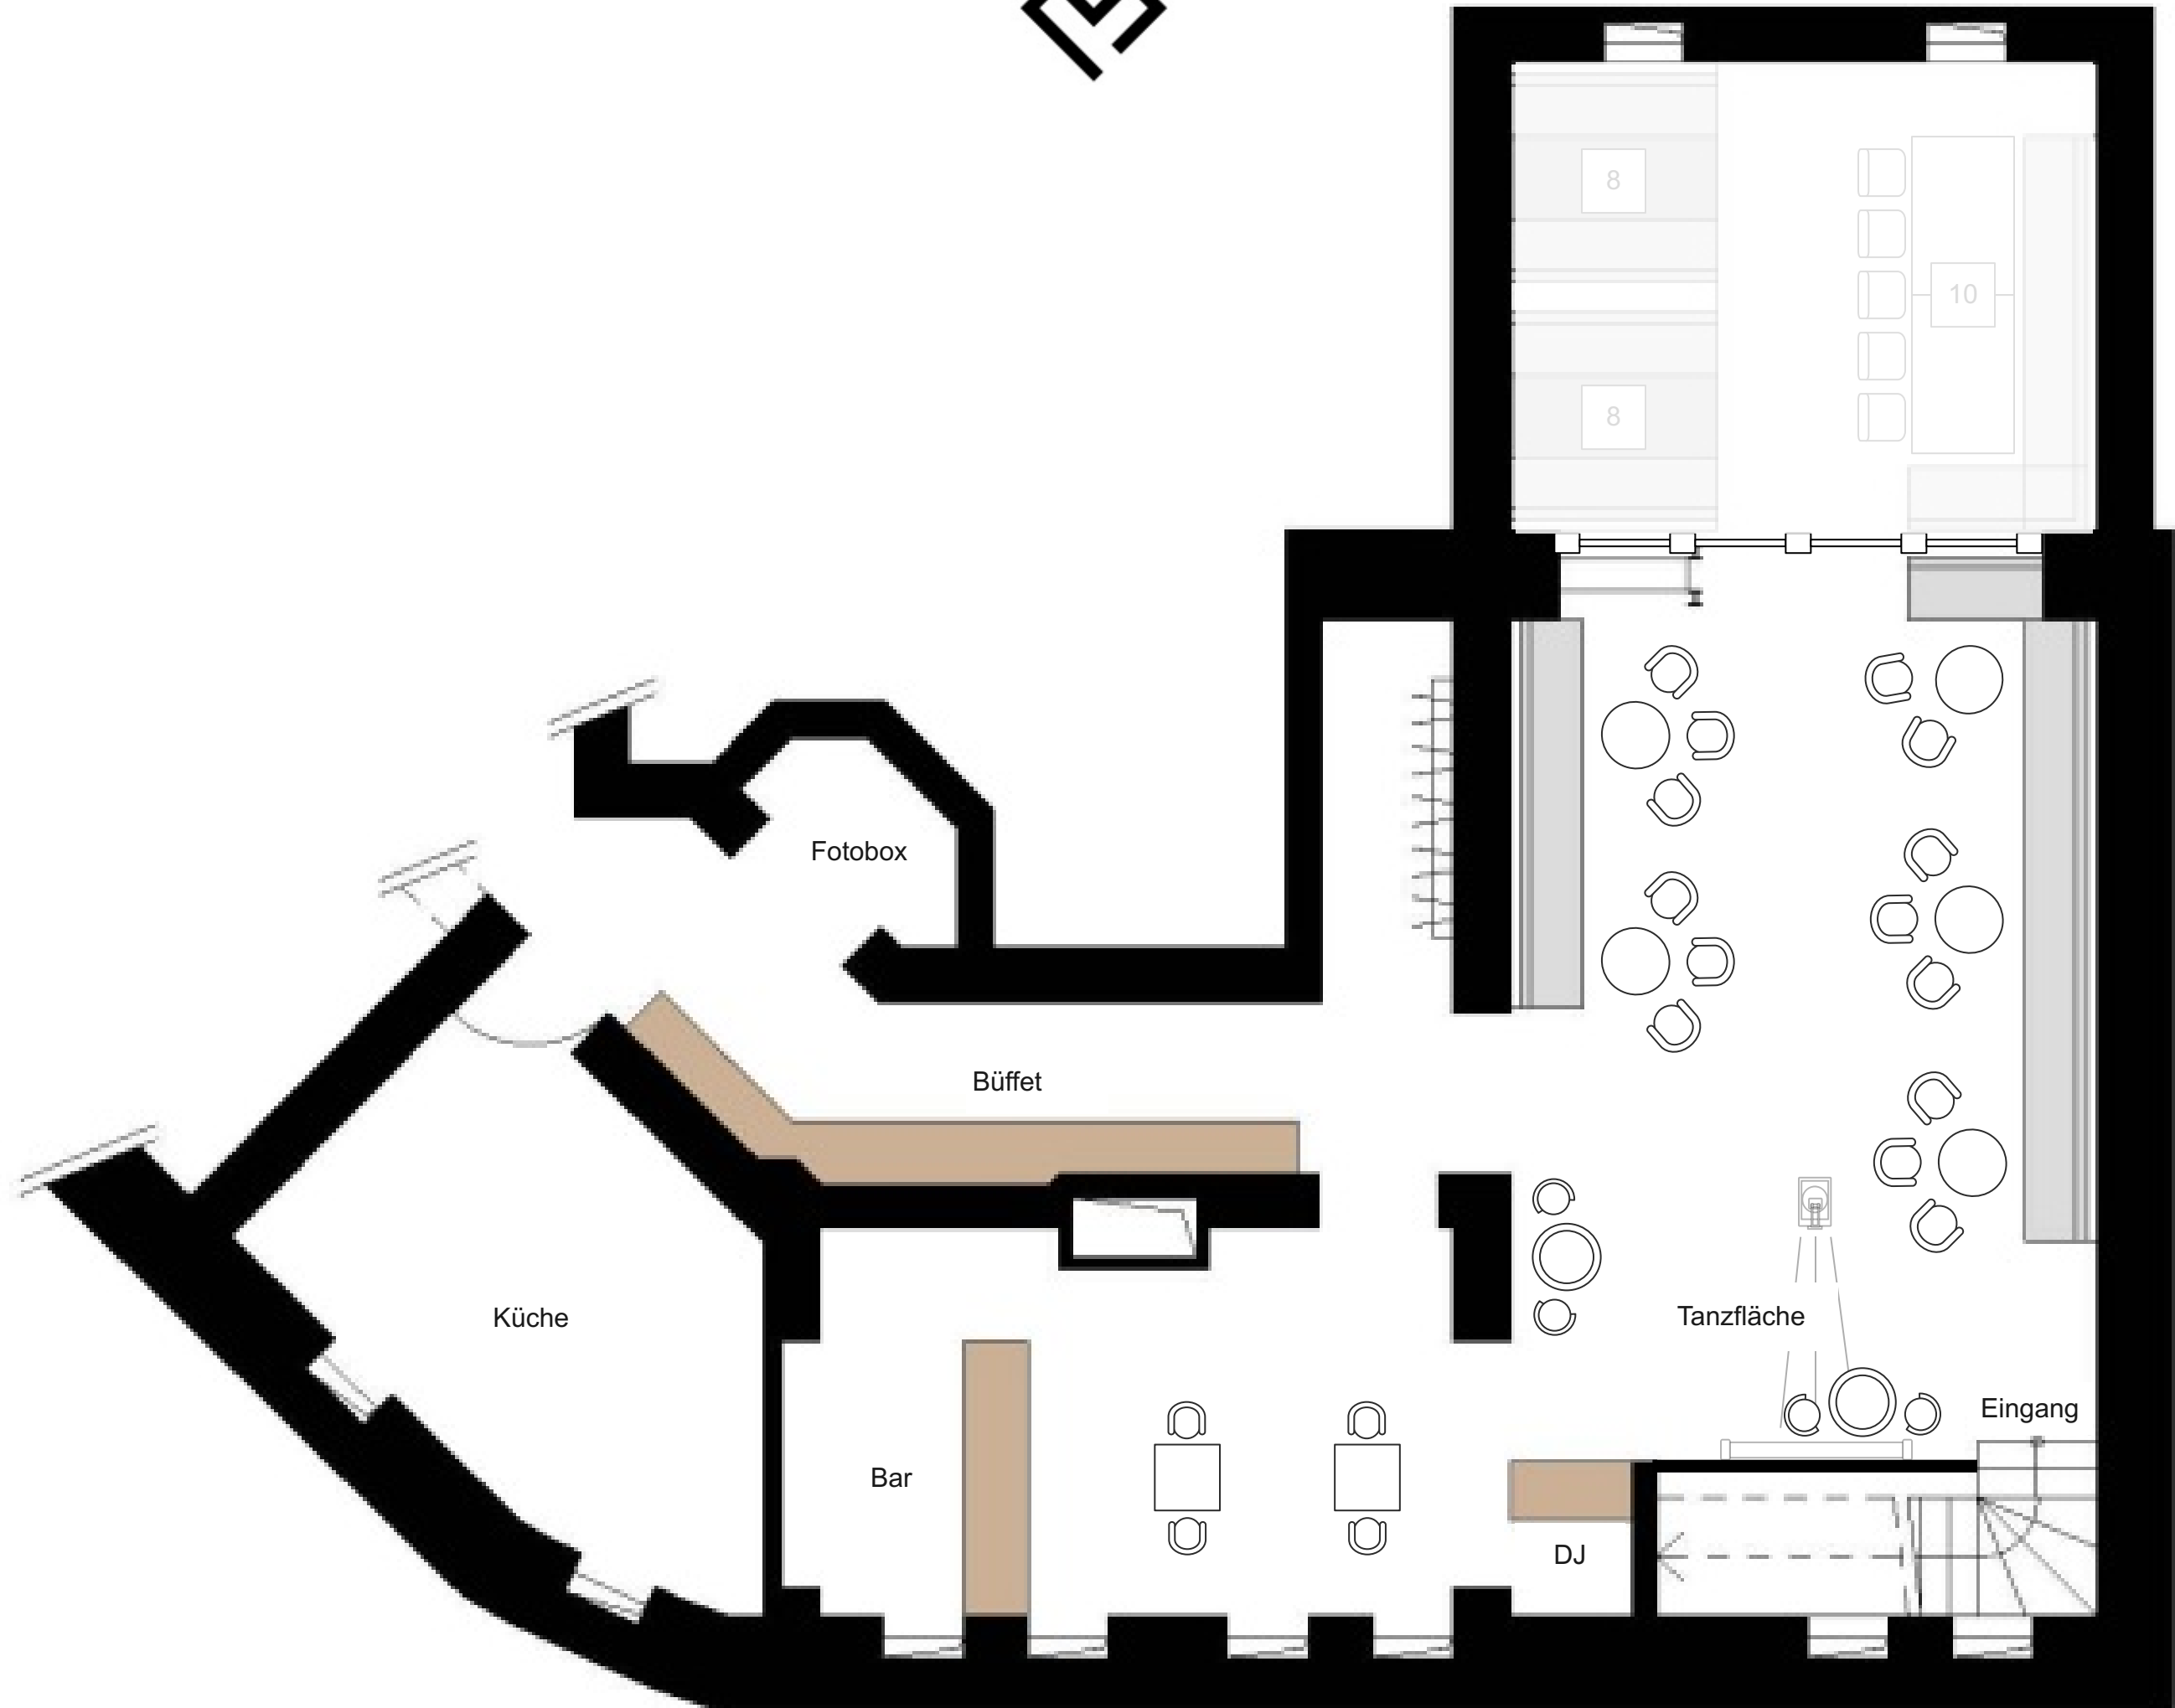 8
10
8
Fotobox
Büffet
Küche
Tanzfläche
Eingang
Bar
DJ